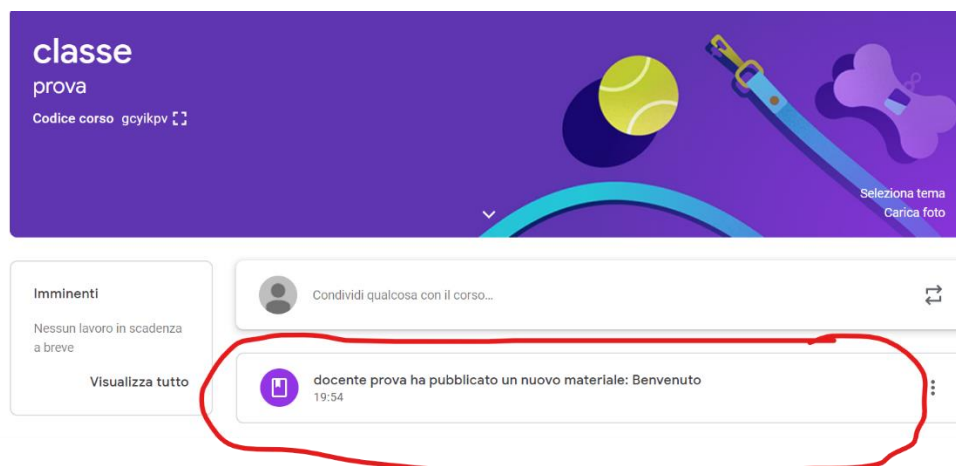 classe
prova
Codice corso gcyikpv
Seleziona tema
Carica foto
Imminenti
Nessun lavoro in scadenza
a breve
Visualizza tutto
Condividi qualcosa con il corso...
docente prova ha pubblicato un nuovo materiale: Benvenuto
19:54